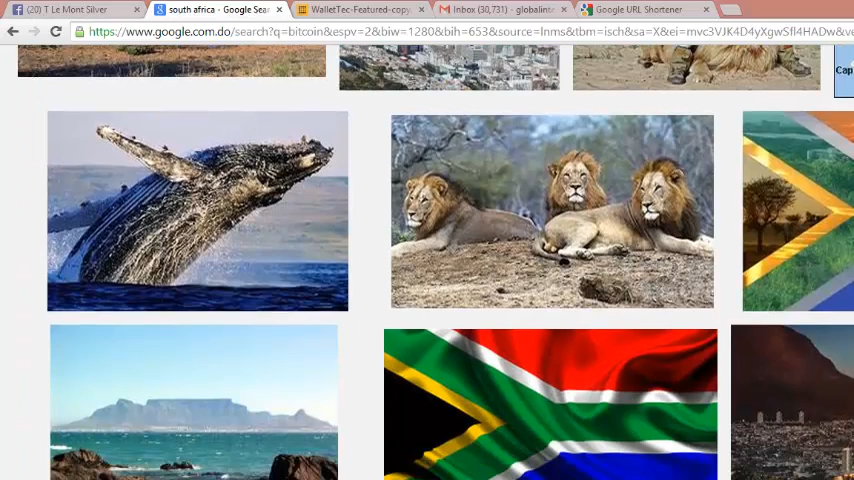 (20) T Le Mont Silver
south africa - Google Sear
WalletTec-Featured-copy.
Gmail Inbox (30,731) - globalint
Google URL Shortener
https://www.google.com.do/search?q=bitcoin&espv=2&biw=1280&bih=653&source=lnms&tbm=isch&sa=X&ei=mvc3VJK4D4yXgwSfl4HADw&ve
Cap